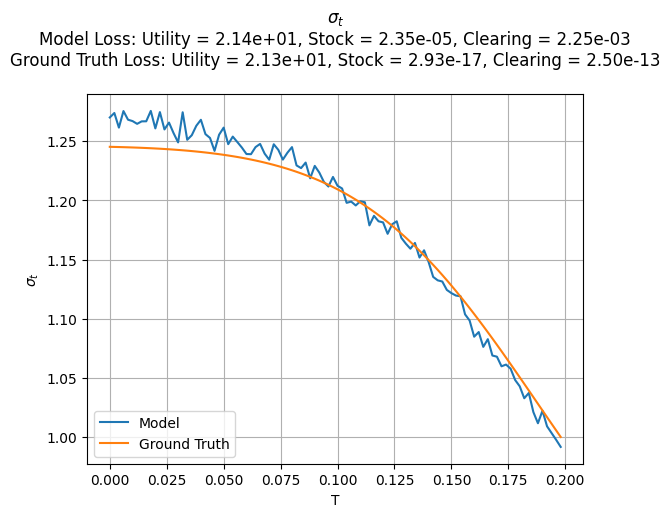 σₜ
Model Loss: Utility = 2.14e+01, Stock = 2.35e-05, Clearing = 2.25e-03
Ground Truth Loss: Utility = 2.13e+01, Stock = 2.93e-17, Clearing = 2.50e-13
σₜ
1.25
1.20
1.15
1.10
1.05
1.00
Model
Ground Truth
0.000 0.025 0.050 0.075 0.100 0.125 0.150 0.175 0.200
T